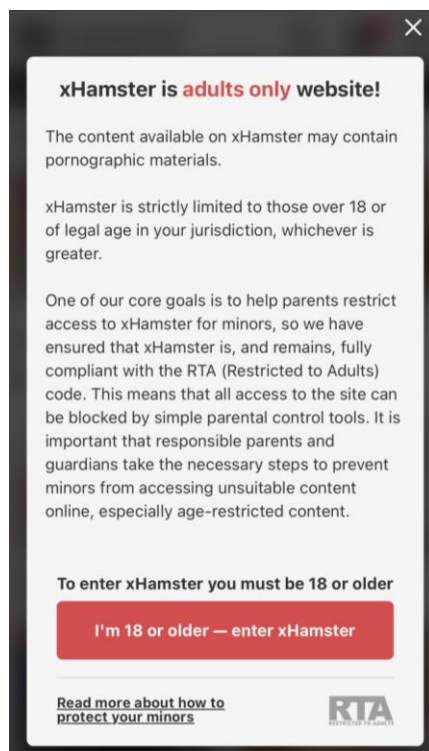 xHamster is adults only website!
The content available on xHamster may contain
pornographic materials.
xHamster is strictly limited to those over 18 or
of legal age in your jurisdiction, whichever is
greater.
One of our core goals is to help parents restrict
access to xHamster for minors, so we have
ensured that xHamster is, and remains, fully
compliant with the RTA (Restricted to Adults)
code. This means that all access to the site can
be blocked by simple parental control tools. It is
important that responsible parents and
guardians take the necessary steps to prevent
minors from accessing unsuitable content
online, especially age-restricted content.
To enter xHamster you must be 18 or older
I'm 18 or older — enter xHamster
Read more about how to
protect your minors
RTA
RESTRICTED TO ADULTS